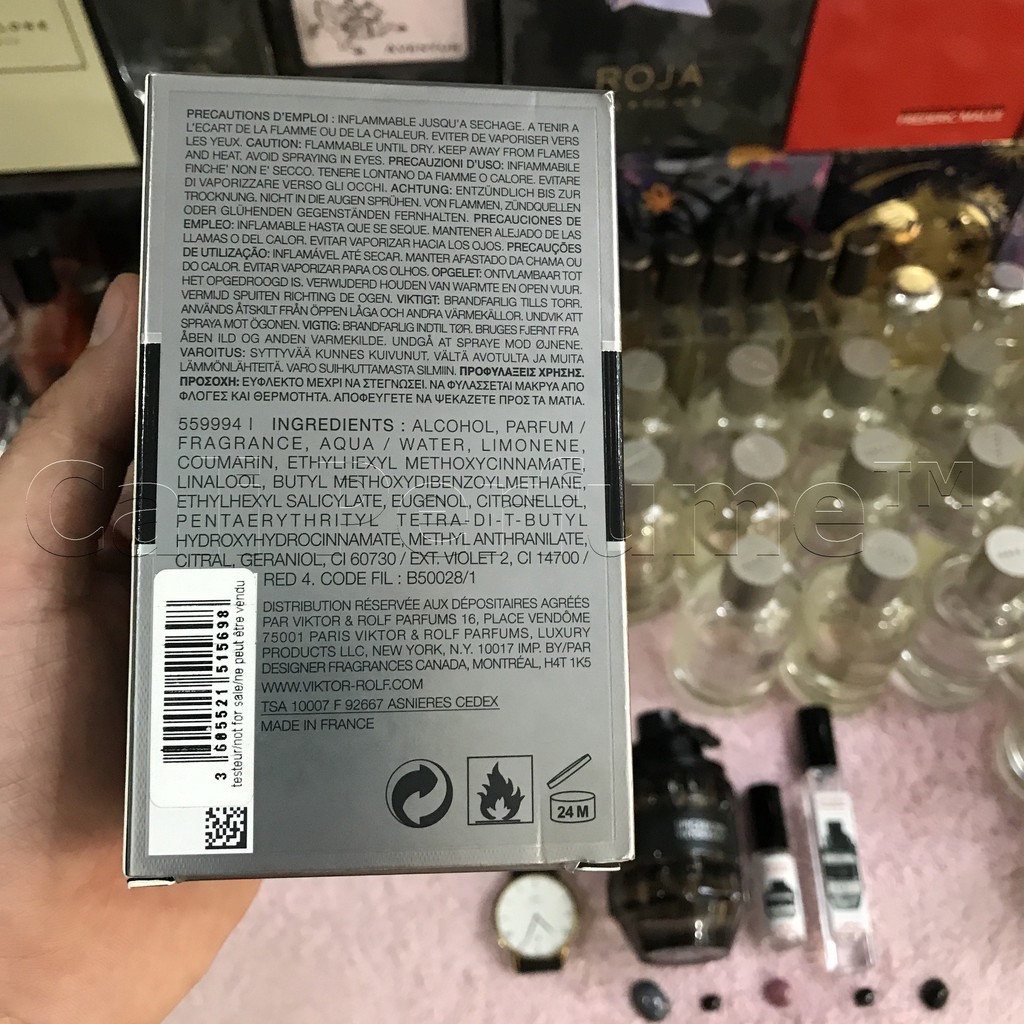 AVENTUS
ROJA
FREDERIC MALLE
PRECAUTIONS D'EMPLOI : INFLAMMABLE JUSQU'A SECHAGE. A TENIR A
L'ECART DE LA FLAMME OU DE LA CHALEUR. EVITER DE VAPORISER VERS
LES YEUX. CAUTION: FLAMMABLE UNTIL DRY. KEEP AWAY FROM FLAMES
AND HEAT. AVOID SPRAYING IN EYES. PRECAUZIONI D'USO: INFIAMMABILE
FINCHE' NON E' SECCO. TENERE LONTANO DA FIAMME O CALORE. EVITARE
DI VAPORIZZARE VERSO GLI OCCHI. ACHTUNG: ENTZÜNDLICH BIS ZUR
TROCKNUNG. NICHT IN DIE AUGEN SPRÜHEN. VON FLAMMEN, ZÜNDQUELLEN
ODER GLÜHENDEN GEGENSTÄNDEN FERNHALTEN. PRECAUCIONES DE
EMPLEO: INFLAMABLE HASTA QUE SE SEQUE. MANTENER ALEJADO DE LAS
LLAMAS O DEL CALOR. EVITAR VAPORIZAR HACIA LOS OJOS. PRECAUÇÕES
DE UTILIZAÇÃO: INFLAMÁVEL ATÉ SECAR. MANTER AFASTADO DA CHAMA OU
DO CALOR. EVITAR VAPORIZAR PARA OS OLHOS. OPGELET: ONTVLAMBAAR TOT
HET OPGEDROOGD IS. VERWIJDERD HOUDEN VAN WARMTE EN OPEN VUUR.
VERMIJD SPUITEN RICHTING DE OGEN. VIKTIGT: BRANDFARLIG TILLS TORR.
ANVÄNDS ÅTSKILT FRÅN ÖPPEN LÅGA OCH ANDRA VÄRMEKÄLLOR. UNDVIK ATT
SPRAYA MOT ÖGONEN. VIGTIG: BRANDFARLIG INDTIL TØR. BRUGES FJERNT FRA
ÅBEN ILD OG ANDEN VARMEKILDE. UNDGÅ AT SPRAYE MOD ØJNENE.
VAROITUS: SYTTYVÄÄ KUNNES KUIVUNUT. VÄLTÄ AVOTULTA JA MUITA
LÄMMÖNLÄHTEITÄ. VARO SUIHKUTTAMASTA SILMIIN. ΠΡΟΦΥΛΑΞΕΙΣ ΧΡΗΣΗΣ.
ΠΡΟΣΟΧΗ: ΕΥΦΛΕΚΤΟ ΜΕΧΡΙ ΝΑ ΣΤΕΓΝΩΣΕΙ. ΝΑ ΦΥΛΑΣΣΕΤΑΙ ΜΑΚΡΥΑ ΑΠΟ
ΦΛΟΓΕΣ ΚΑΙ ΘΕΡΜΟΤΗΤΑ. ΑΠΟΦΕΥΓΕΤΕ ΝΑ ΨΕΚΑΖΕΤΕ ΠΡΟΣ ΤΑ ΜΑΤΙΑ.
559994 I INGREDIENTS : ALCOHOL, PARFUM /
FRAGRANCE, AQUA / WATER, LIMONENE,
COUMARIN, ETHYLHEXYL METHOXYCINNAMATE,
LINALOOL, BUTYL METHOXYDIBENZOYLMETHANE,
ETHYLHEXYL SALICYLATE, EUGENOL, CITRONELLOL,
PENTAERYTHRITYL TETRA-DI-T-BUTYL
HYDROXYHYDROCINNAMATE, METHYL ANTHRANILATE,
CITRAL, GERANIOL, CI 60730 / EXT. VIOLET 2, CI 14700 /
RED 4. CODE FIL : B50028/1
DISTRIBUTION RÉSERVÉE AUX DÉPOSITAIRES AGRÉÉS
PAR VIKTOR & ROLF PARFUMS 16, PLACE VENDÔME
75001 PARIS VIKTOR & ROLF PARFUMS, LUXURY
PRODUCTS LLC, NEW YORK, N.Y. 10017 IMP. BY/PAR
DESIGNER FRAGRANCES CANADA, MONTRÉAL, H4T 1K5
WWW.VIKTOR-ROLF.COM
TSA 10007 F 92667 ASNIERES CEDEX
MADE IN FRANCE
3 605521 515698
testeur/not for sale/ne peut être vendu
24 M